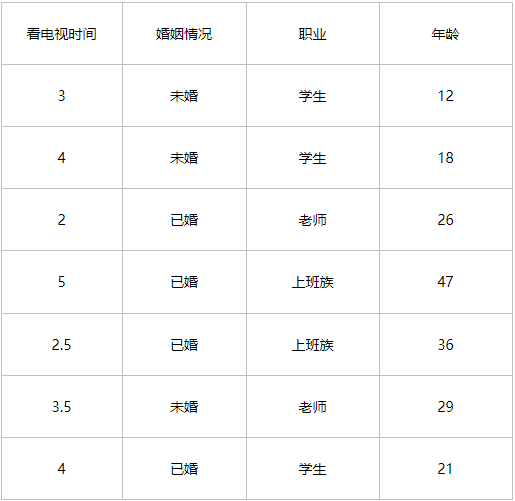 看电视时间 婚姻情况 职业 年龄
3 未婚 学生 12
4 未婚 学生 18
2 已婚 老师 26
5 已婚 上班族 47
2.5 已婚 上班族 36
3.5 未婚 老师 29
4 已婚 学生 21